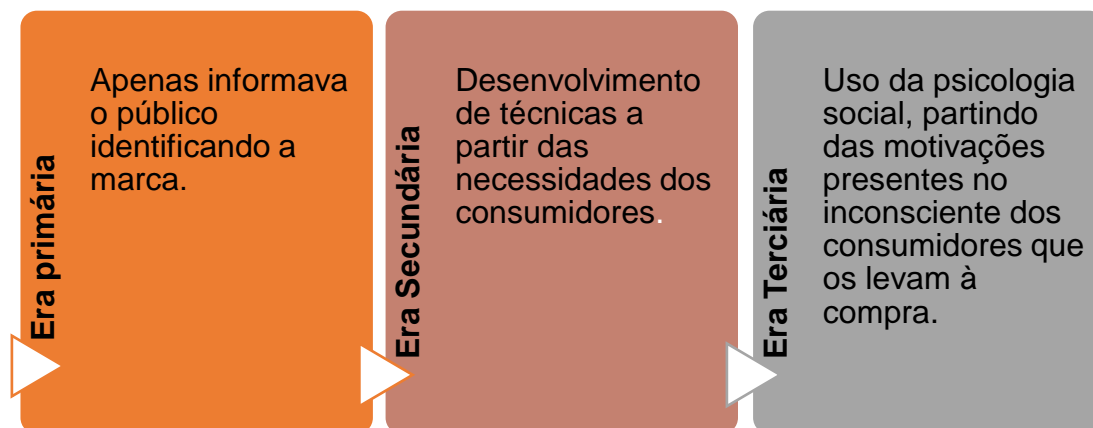 Era primária
Apenas informava
o público
identificando a
marca.
Era Secundária
Desenvolvimento
de técnicas a
partir das
necessidades dos
consumidores.
Era Terciária
Uso da psicologia
social, partindo
das motivações
presentes no
inconsciente dos
consumidores que
os levam à
compra.